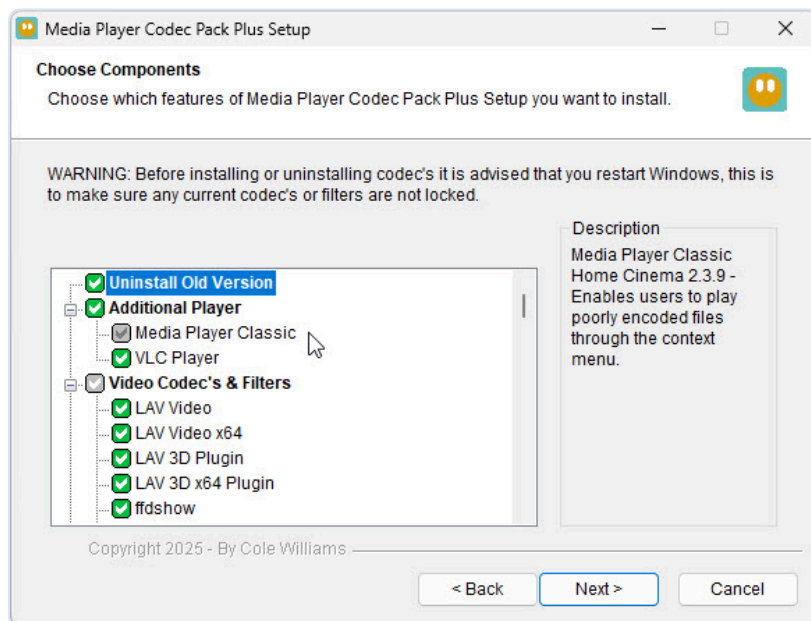 Media Player Codec Pack Plus Setup
Choose Components
Choose which features of Media Player Codec Pack Plus Setup you want to install.
WARNING: Before installing or uninstalling codec's it is advised that you restart Windows, this is
to make sure any current codec's or filters are not locked.
Uninstall Old Version
Additional Player
Media Player Classic
VLC Player
Video Codec's & Filters
LAV Video
LAV Video x64
LAV 3D Plugin
LAV 3D x64 Plugin
ffdshow
Description
Media Player Classic
Home Cinema 2.3.9 -
Enables users to play
poorly encoded files
through the context
menu.
Copyright 2025 - By Cole Williams
< Back
Next >
Cancel